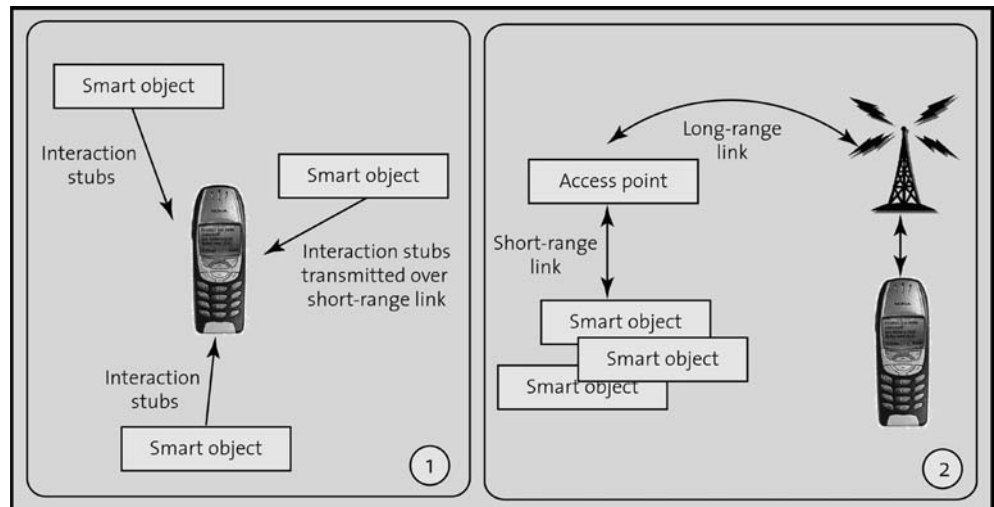 Smart object
Interaction
stubs
Smart object
Interaction stubs
transmitted over
short-range link
Interaction
stubs
Smart object
1
Long-range
link
Access point
Short-range
link
Smart object
Smart object
Smart object
2